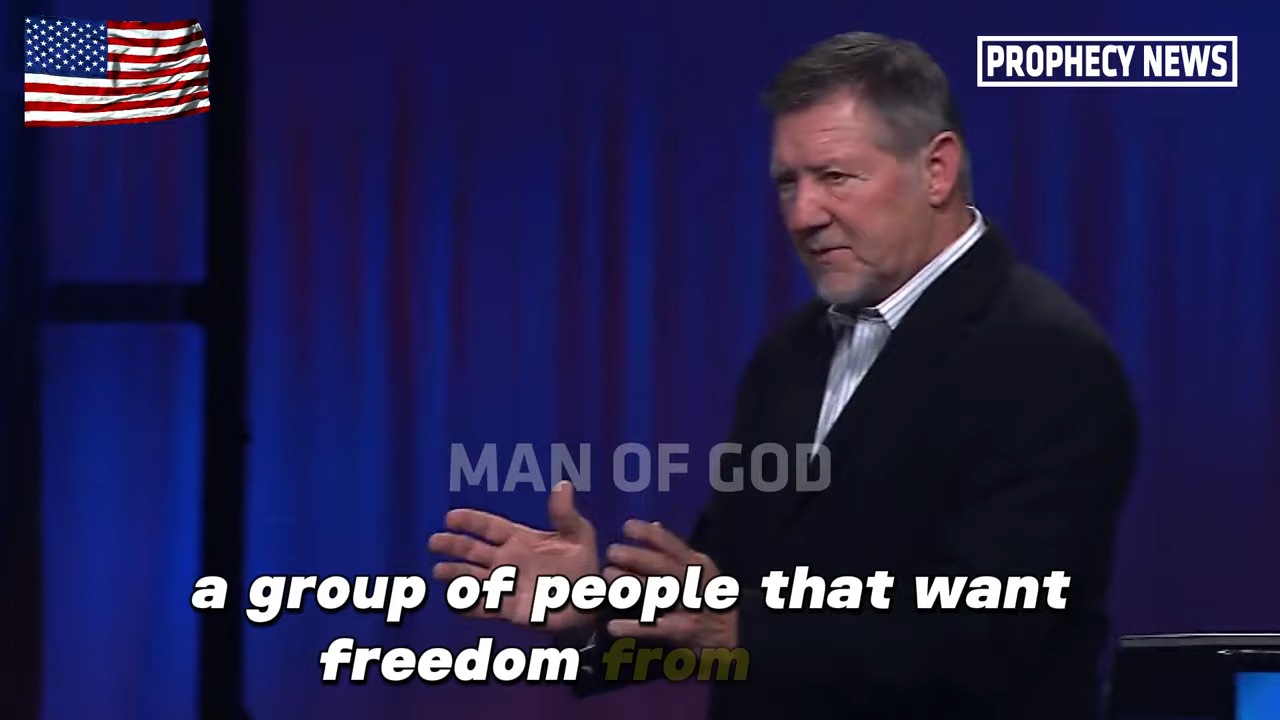 PROPHECY NEWS
MAN OF GOD
a group of people that want
freedom from